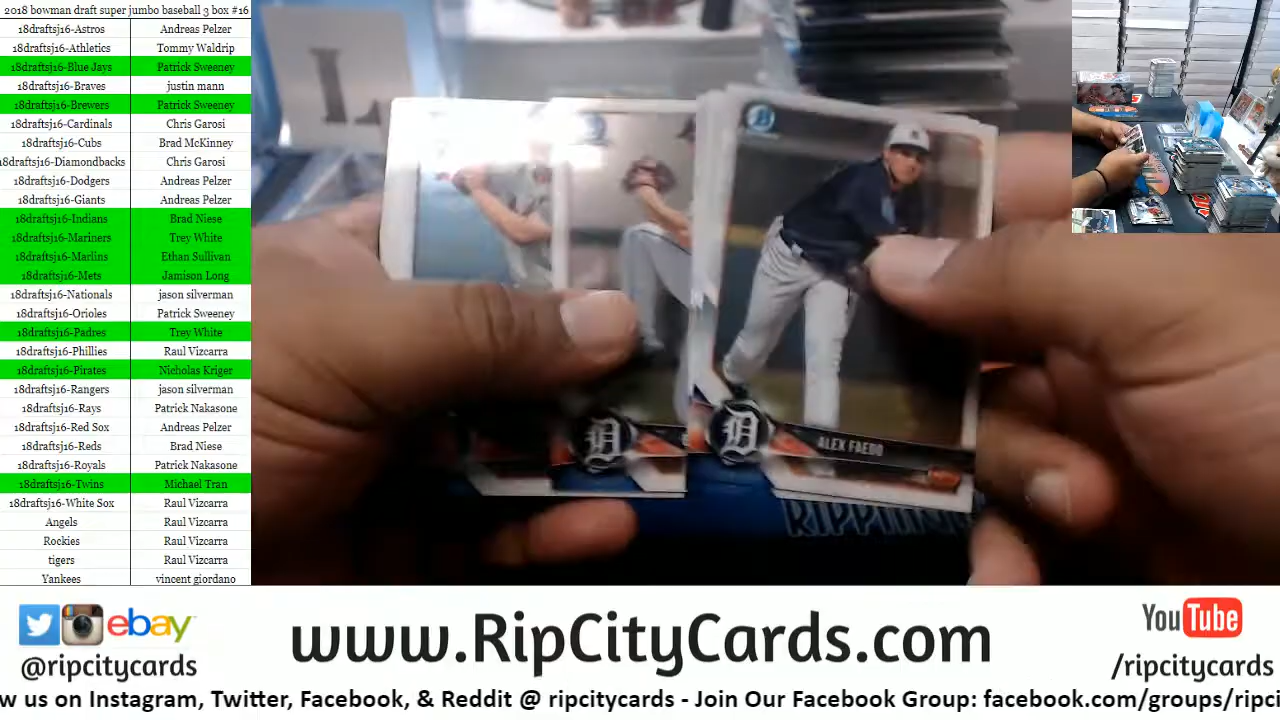 2018 bowman draft super jumbo baseball 3 box #16
18draftsj16-Astros Andreas Pelzer
18draftsj16-Athletics Tommy Waldrip
18draftsj16-Blue Jays Patrick Sweeney
18draftsj16-Braves justin mann
18draftsj16-Brewers Patrick Sweeney
18draftsj16-Cardinals Chris Garosi
18draftsj16-Cubs Brad McKinney
18draftsj16-Diamondbacks Chris Garosi
18draftsj16-Dodgers Andreas Pelzer
18draftsj16-Giants Andreas Pelzer
18draftsj16-Indians Brad Niese
18draftsj16-Mariners Trey White
18draftsj16-Marlins Ethan Sullivan
18draftsj16-Mets Jamison Long
18draftsj16-Nationals jason silverman
18draftsj16-Orioles Patrick Sweeney
18draftsj16-Padres Trey White
18draftsj16-Phillies Raul Vizcarra
18draftsj16-Pirates Nicholas Kriger
18draftsj16-Rangers jason silverman
18draftsj16-Rays Patrick Nakasone
18draftsj16-Red Sox Andreas Pelzer
18draftsj16-Reds Brad Niese
18draftsj16-Royals Patrick Nakasone
18draftsj16-Twins Michael Tran
18draftsj16-White Sox Raul Vizcarra
Angels Raul Vizcarra
Rockies Raul Vizcarra
tigers Raul Vizcarra
Yankees vincent giordano
B
D
D
ALEX FAEDO
ebay
@ripcitycards
www.RipCityCards.com
YouTube
/ripcitycards
w us on Instagram, Twitter, Facebook, & Reddit @ ripcitycards - Join Our Facebook Group: facebook.com/groups/ripci